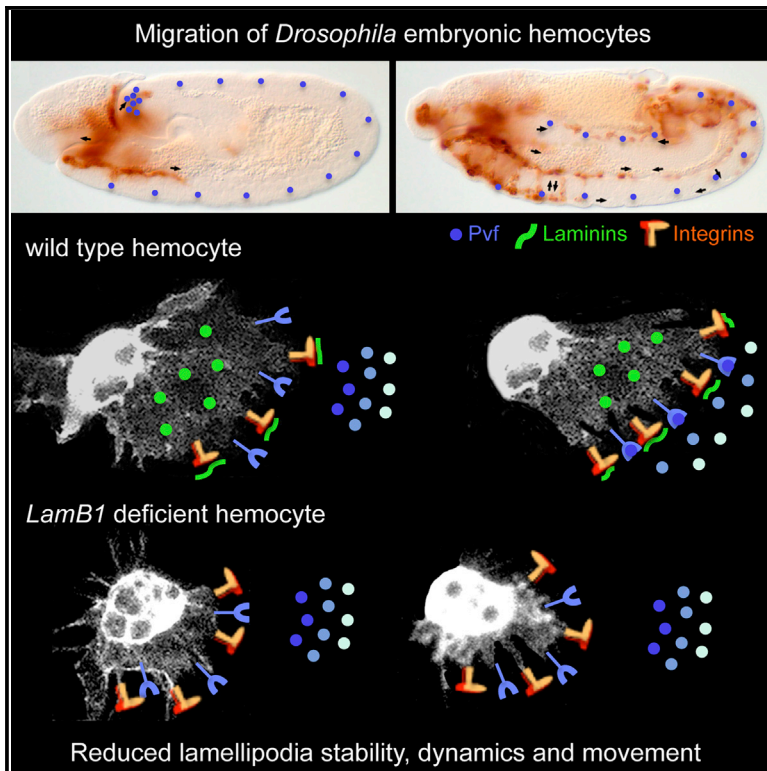 Migration of Drosophila embryonic hemocytes
Pvf Laminins Integrins
wild type hemocyte
LamB1 deficient hemocyte
Reduced lamellipodia stability, dynamics and movement